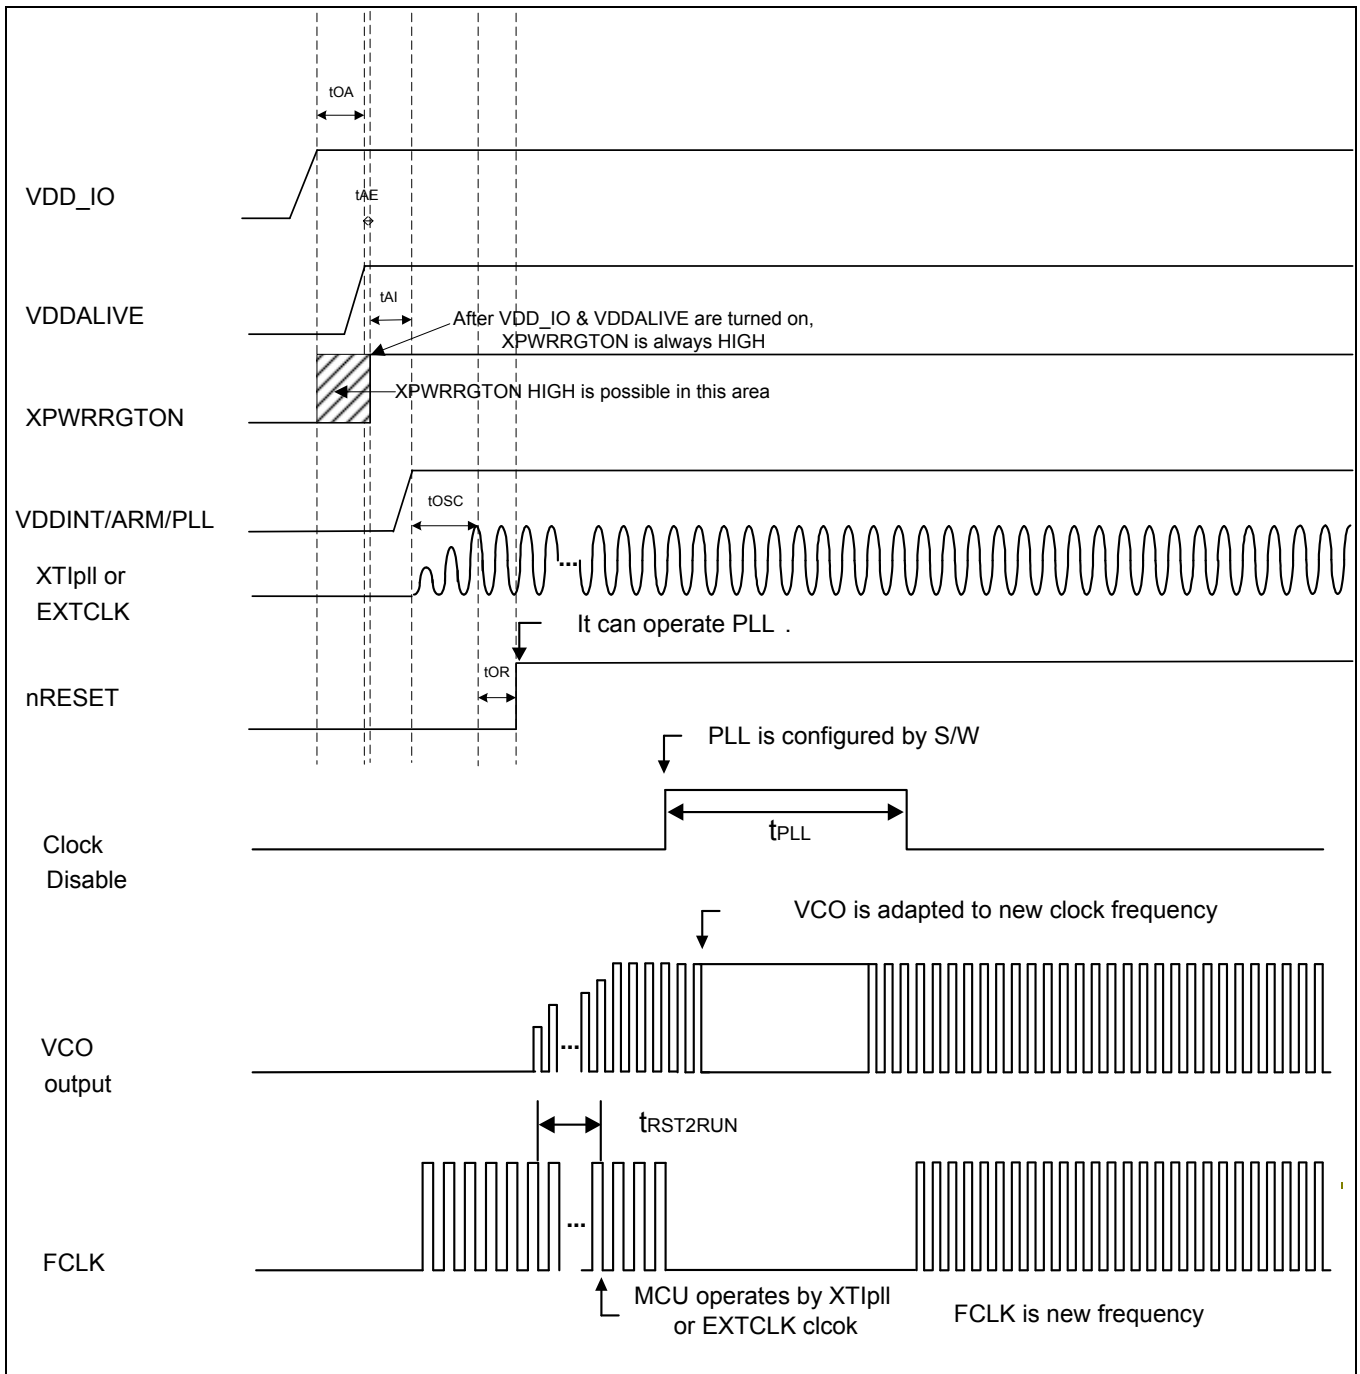 tOA
VDD_IO
tAE
VDDALIVE
tAI
After VDD_IO & VDDALIVE are turned on,
XPWRRGTON is always HIGH
XPWRRGTON HIGH is possible in this area
XPWRRGTON
VDDINT/ARM/PLL
tOSC
XTIpll or
EXTCLK
...
It can operate PLL .
nRESET
tOR
PLL is configured by S/W
tPLL
Clock
Disable
VCO is adapted to new clock frequency
VCO
output
...
tRST2RUN
FCLK
...
MCU operates by XTIpll
or EXTCLK clcok
FCLK is new frequency